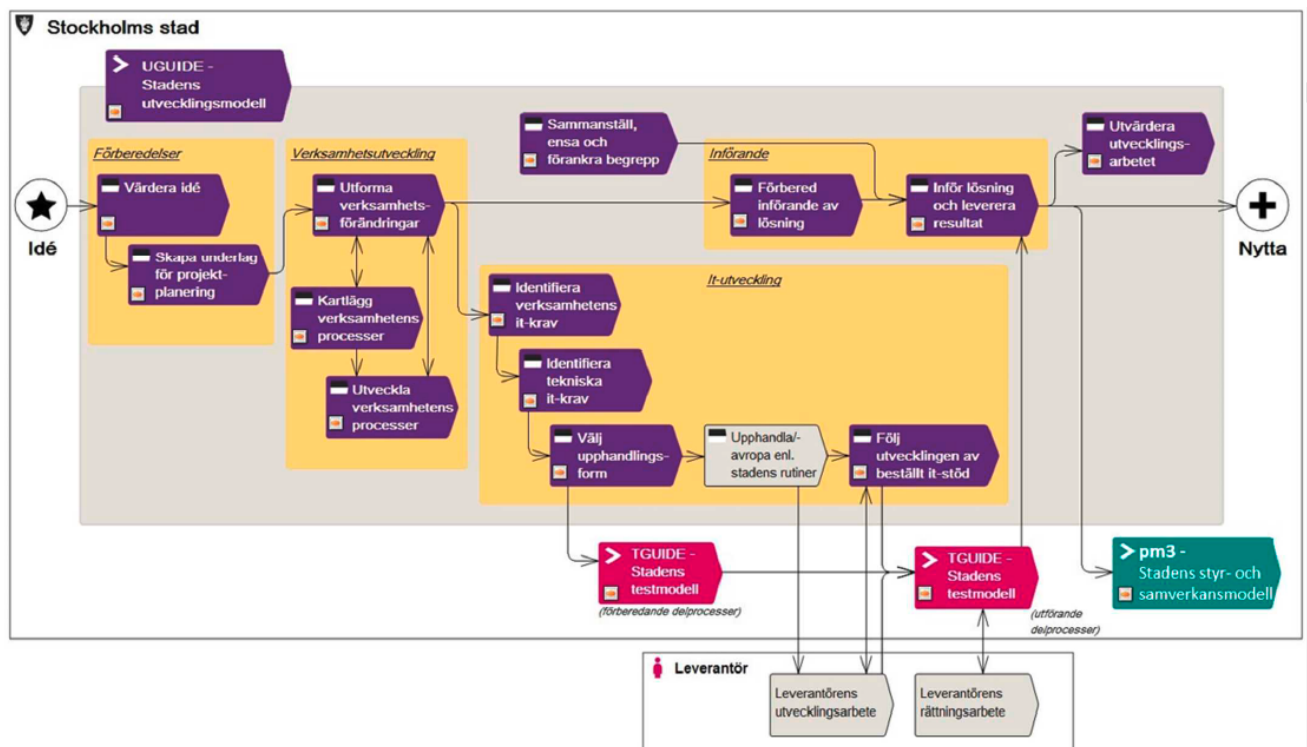 Stockholms stad
UGUIDE -
Stadens
utvecklingsmodell
Förberedelser
Värdera idé
Skapa underlag
för projekt-
planering
Idé
Verksamhetsutveckling
Utforma
verksamhets-
förändringar
Kartlägg
verksamhetens
processer
Utveckla
verksamhetens
processer
Sammanställ,
ensa och
förankra begrepp
Införande
Förbered
införande av
lösning
Inför lösning
och leverera
resultat
Utvärdera
utvecklings-
arbetet
Nytta
It-utveckling
Identifiera
verksamhetens
it-krav
Identifiera
tekniska
it-krav
Välj
upphandlings-
form
Upphandla/-
avropa enl.
stadens rutiner
Följ
utvecklingen av
beställt it-stöd
TGUIDE -
Stadens
testmodell
(förberedande delprocesser)
TGUIDE -
Stadens
testmodell
(utförande
delprocesser)
pm3 -
Stadens styr- och
samverkansmodell
Leverantör
Leverantörens
utvecklingsarbete
Leverantörens
rättningsarbete